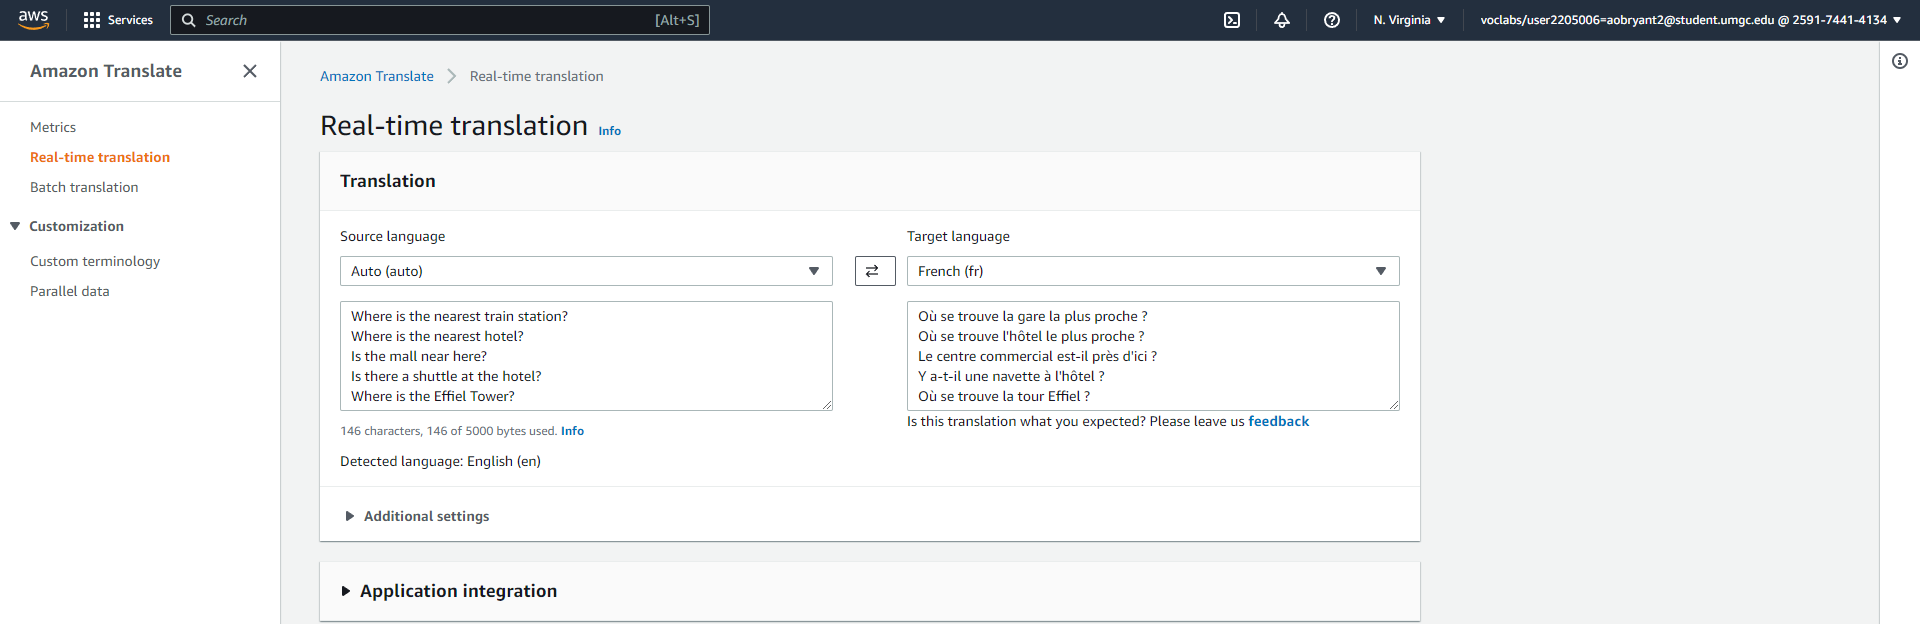 aws
Services
Search
[Alt+S]
N. Virginia
voclabs/user2205006=aobryant2@student.umgc.edu @ 2591-7441-4134
Amazon Translate
Metrics
Real-time translation
Batch translation
Customization
Custom terminology
Parallel data
Amazon Translate
Real-time translation
Real-time translation Info
Translation
Source language
Auto (auto)
Where is the nearest train station?
Where is the nearest hotel?
Is the mall near here?
Is there a shuttle at the hotel?
Where is the Effiel Tower?
146 characters, 146 of 5000 bytes used. Info
Detected language: English (en)
Target language
French (fr)
Où se trouve la gare la plus proche ?
Où se trouve l'hôtel le plus proche ?
Le centre commercial est-il près d'ici ?
Y a-t-il une navette à l'hôtel ?
Où se trouve la tour Effiel ?
Is this translation what you expected? Please leave us feedback
Additional settings
Application integration